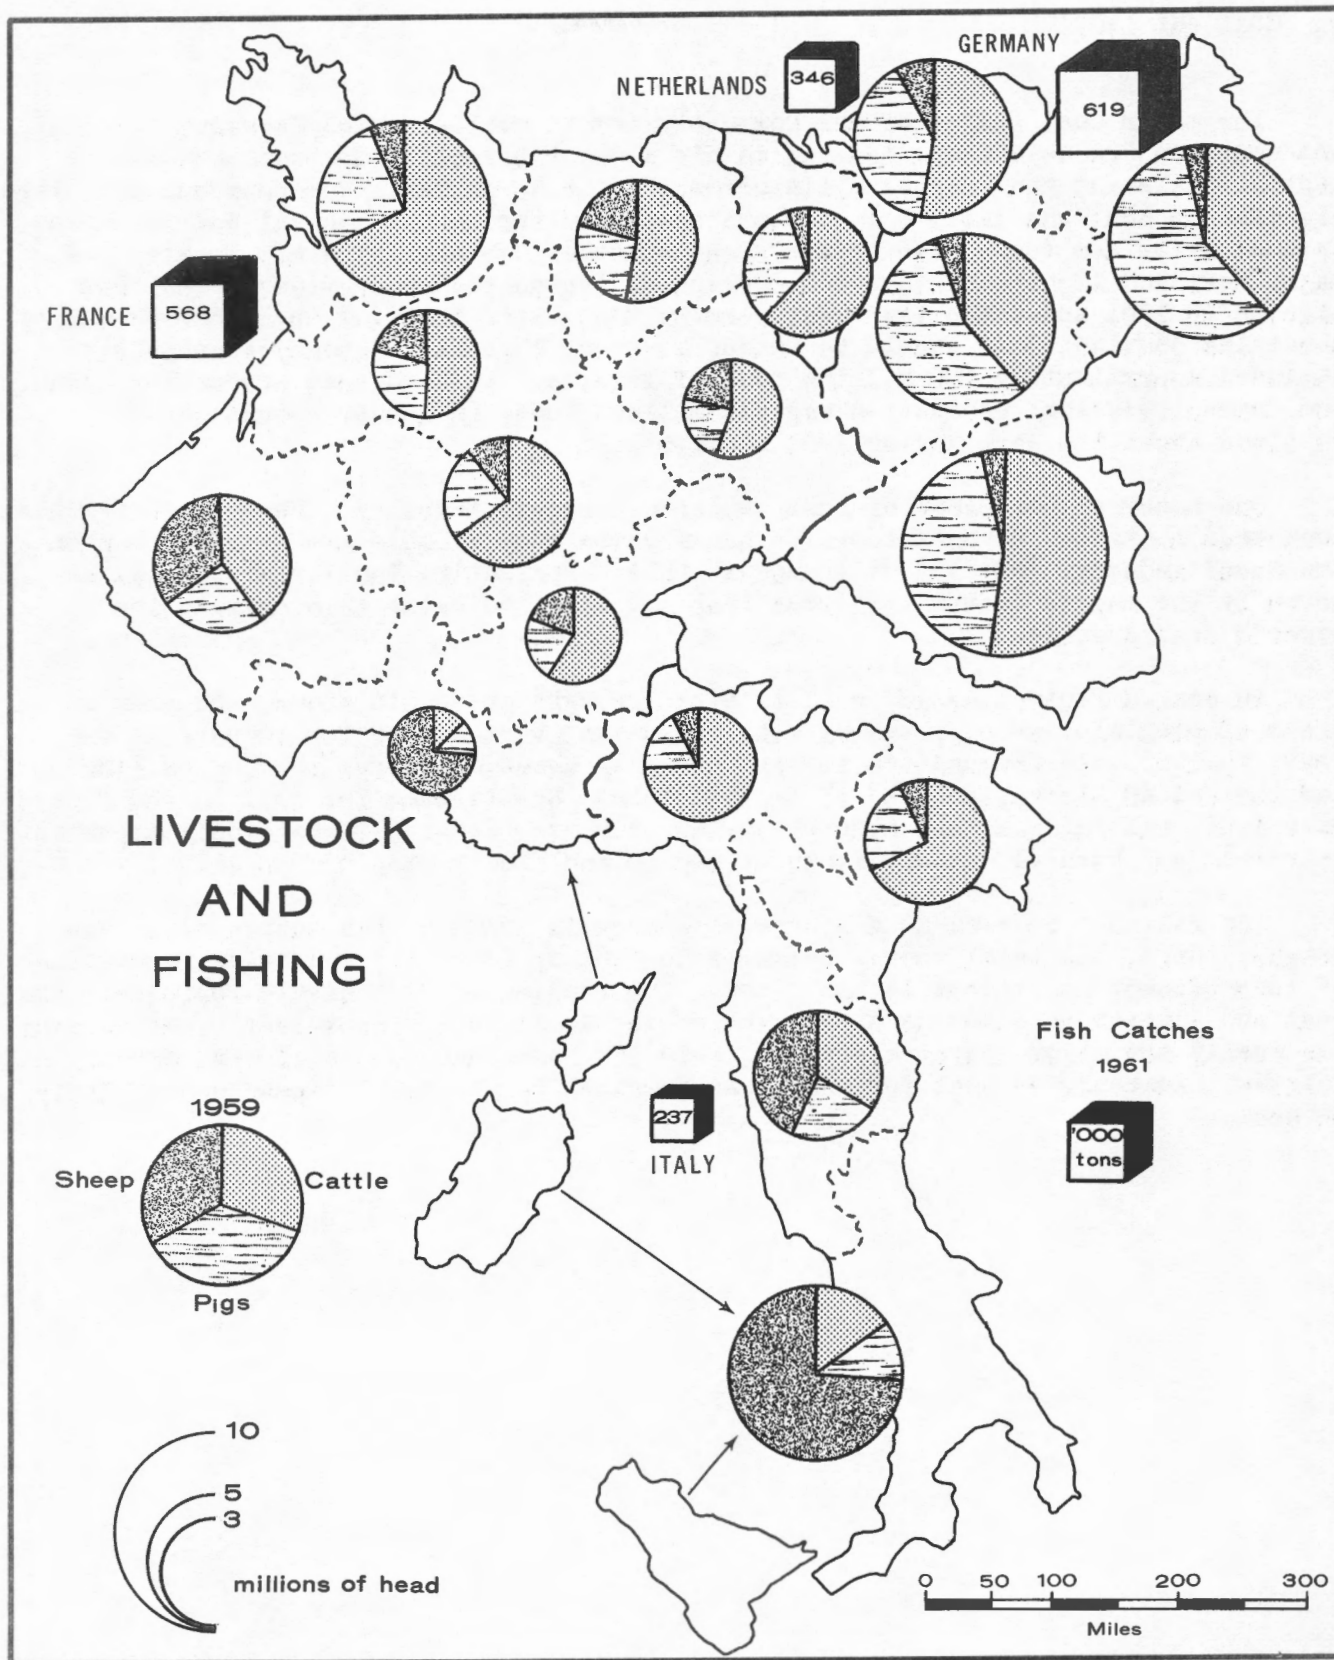 GERMANY
NETHERLANDS
346
619
FRANCE
568
LIVESTOCK
AND
FISHING
1959
Sheep
Cattle
Pigs
237
ITALY
Fish Catches
1961
'000
tons
10
5
3
millions of head
0 50 100 200 300
Miles